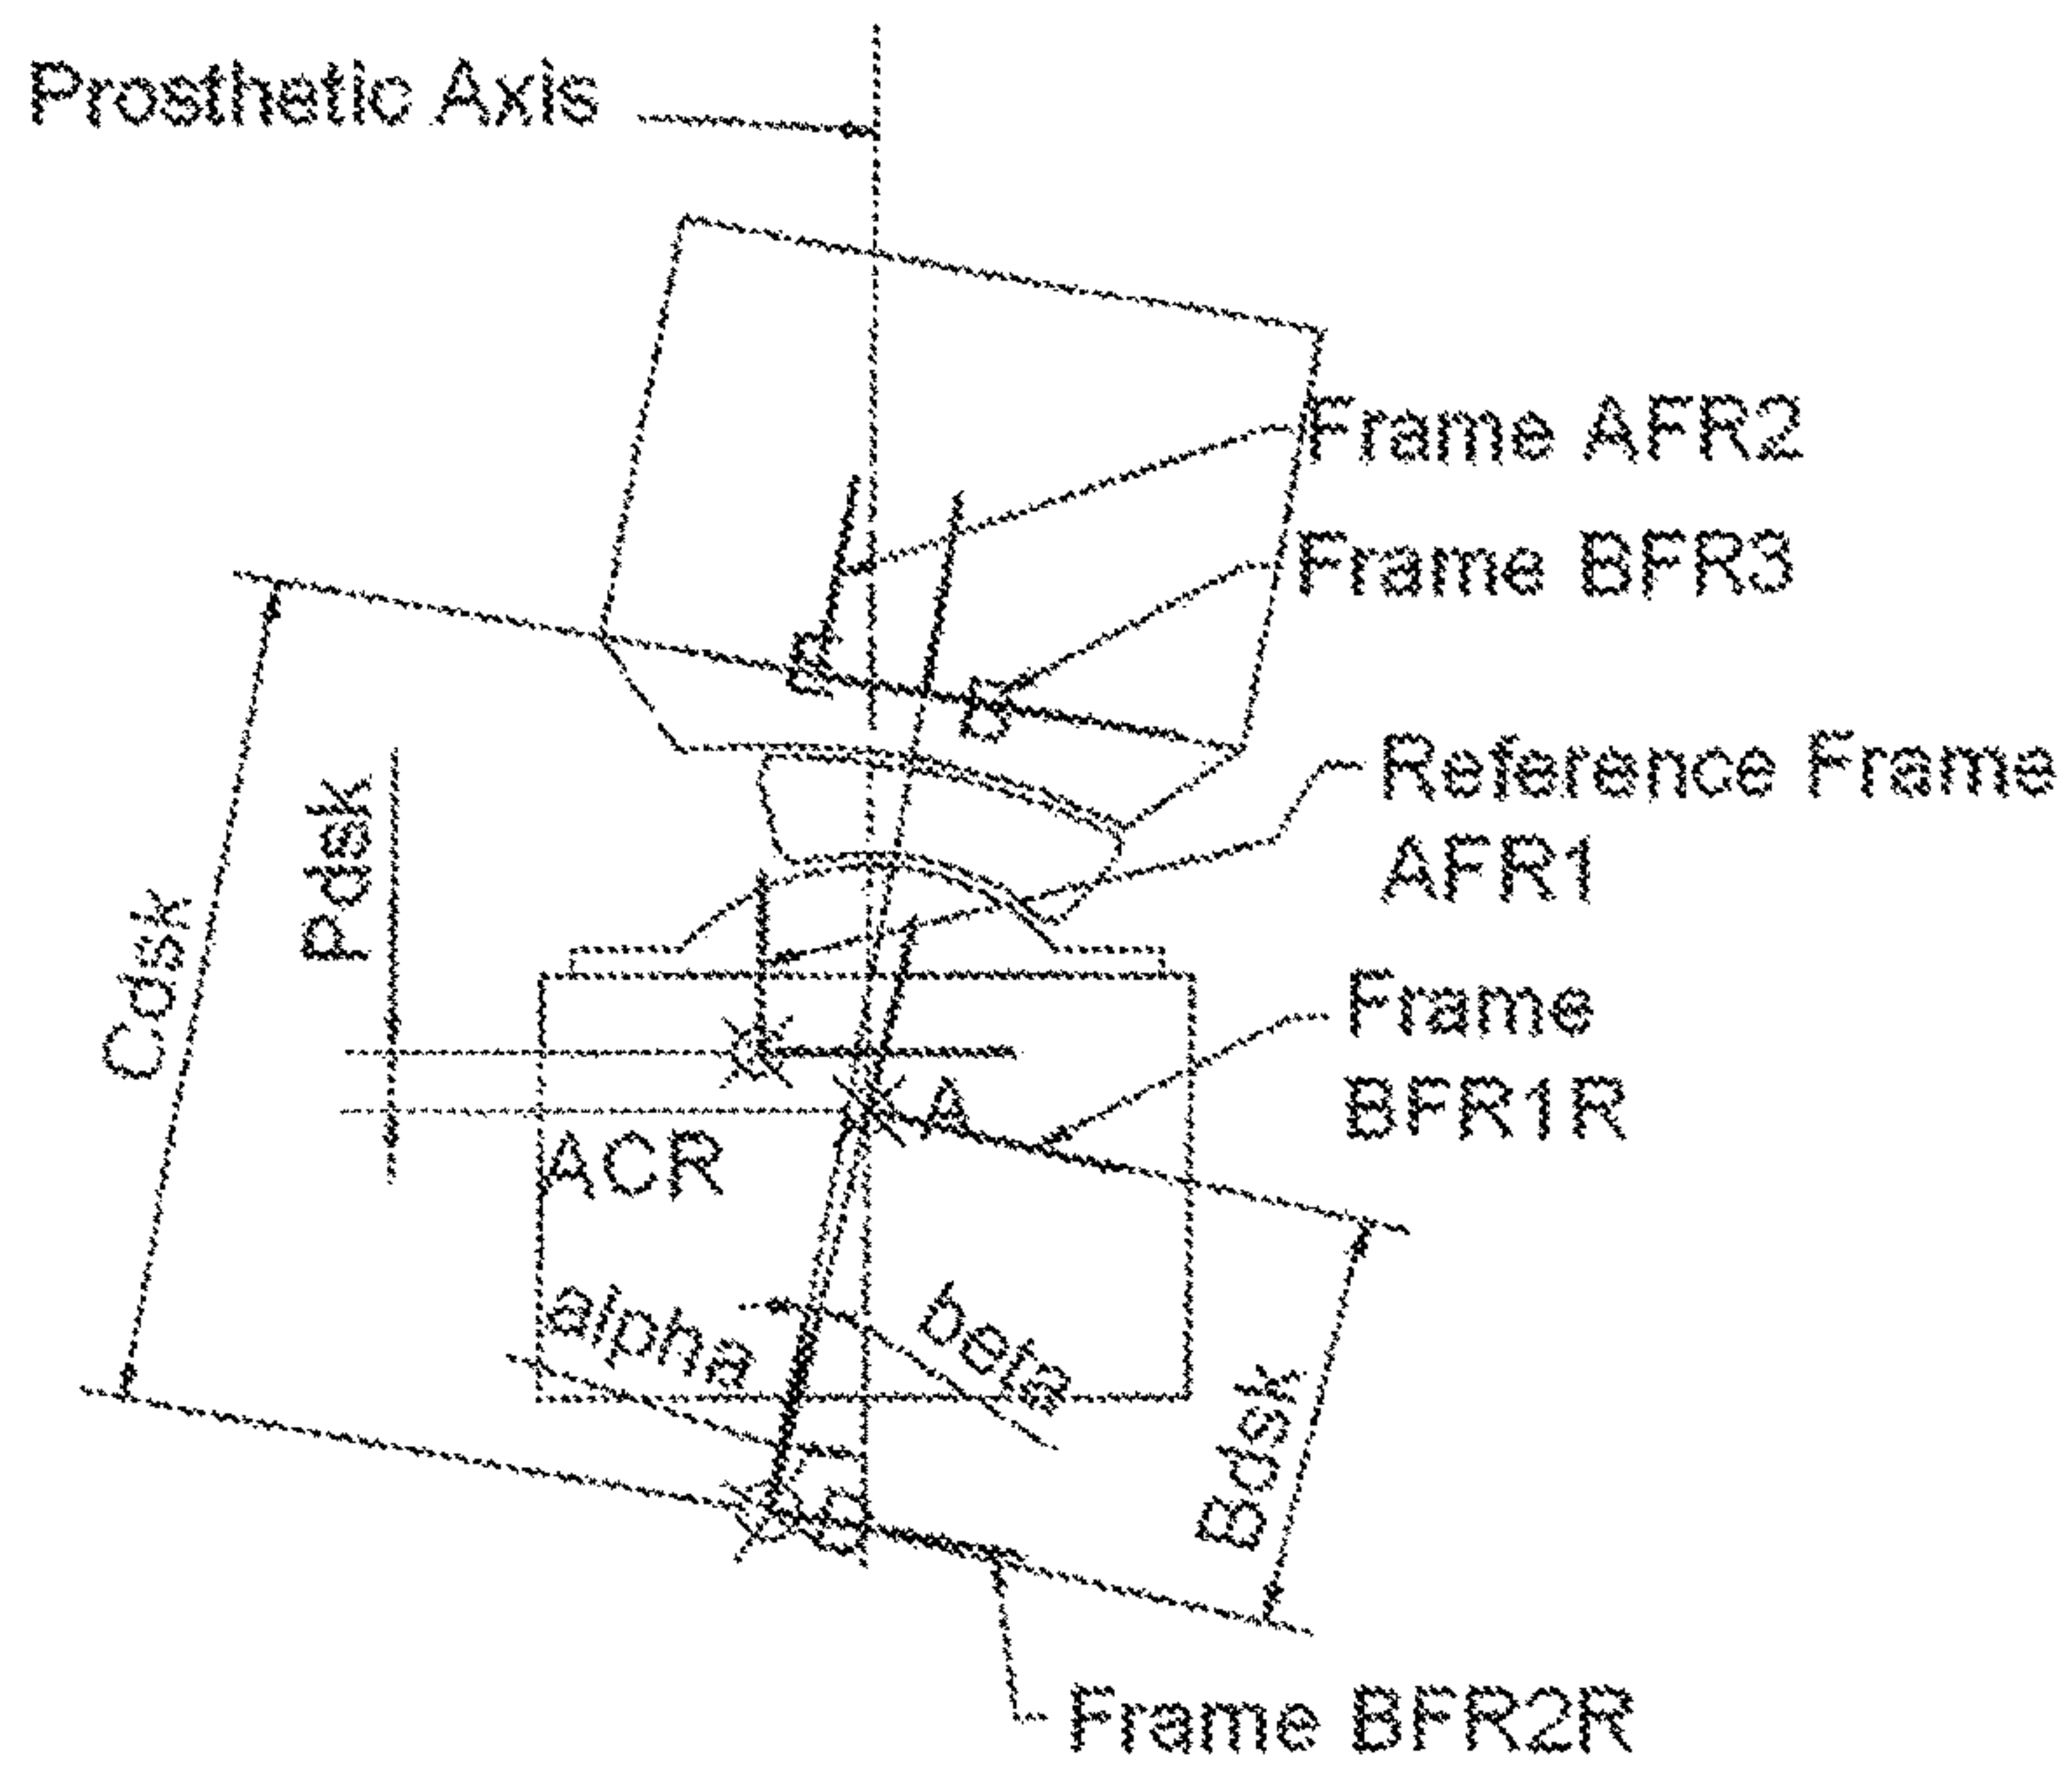 Prosthetic Axis
Frame AFR2
Frame BFR3
Reference Frame
AFR1
Pdsk
Cdsk
Frame
BFR1R
A
ACR
alpha
beta
Bdsk
Frame BFR2R